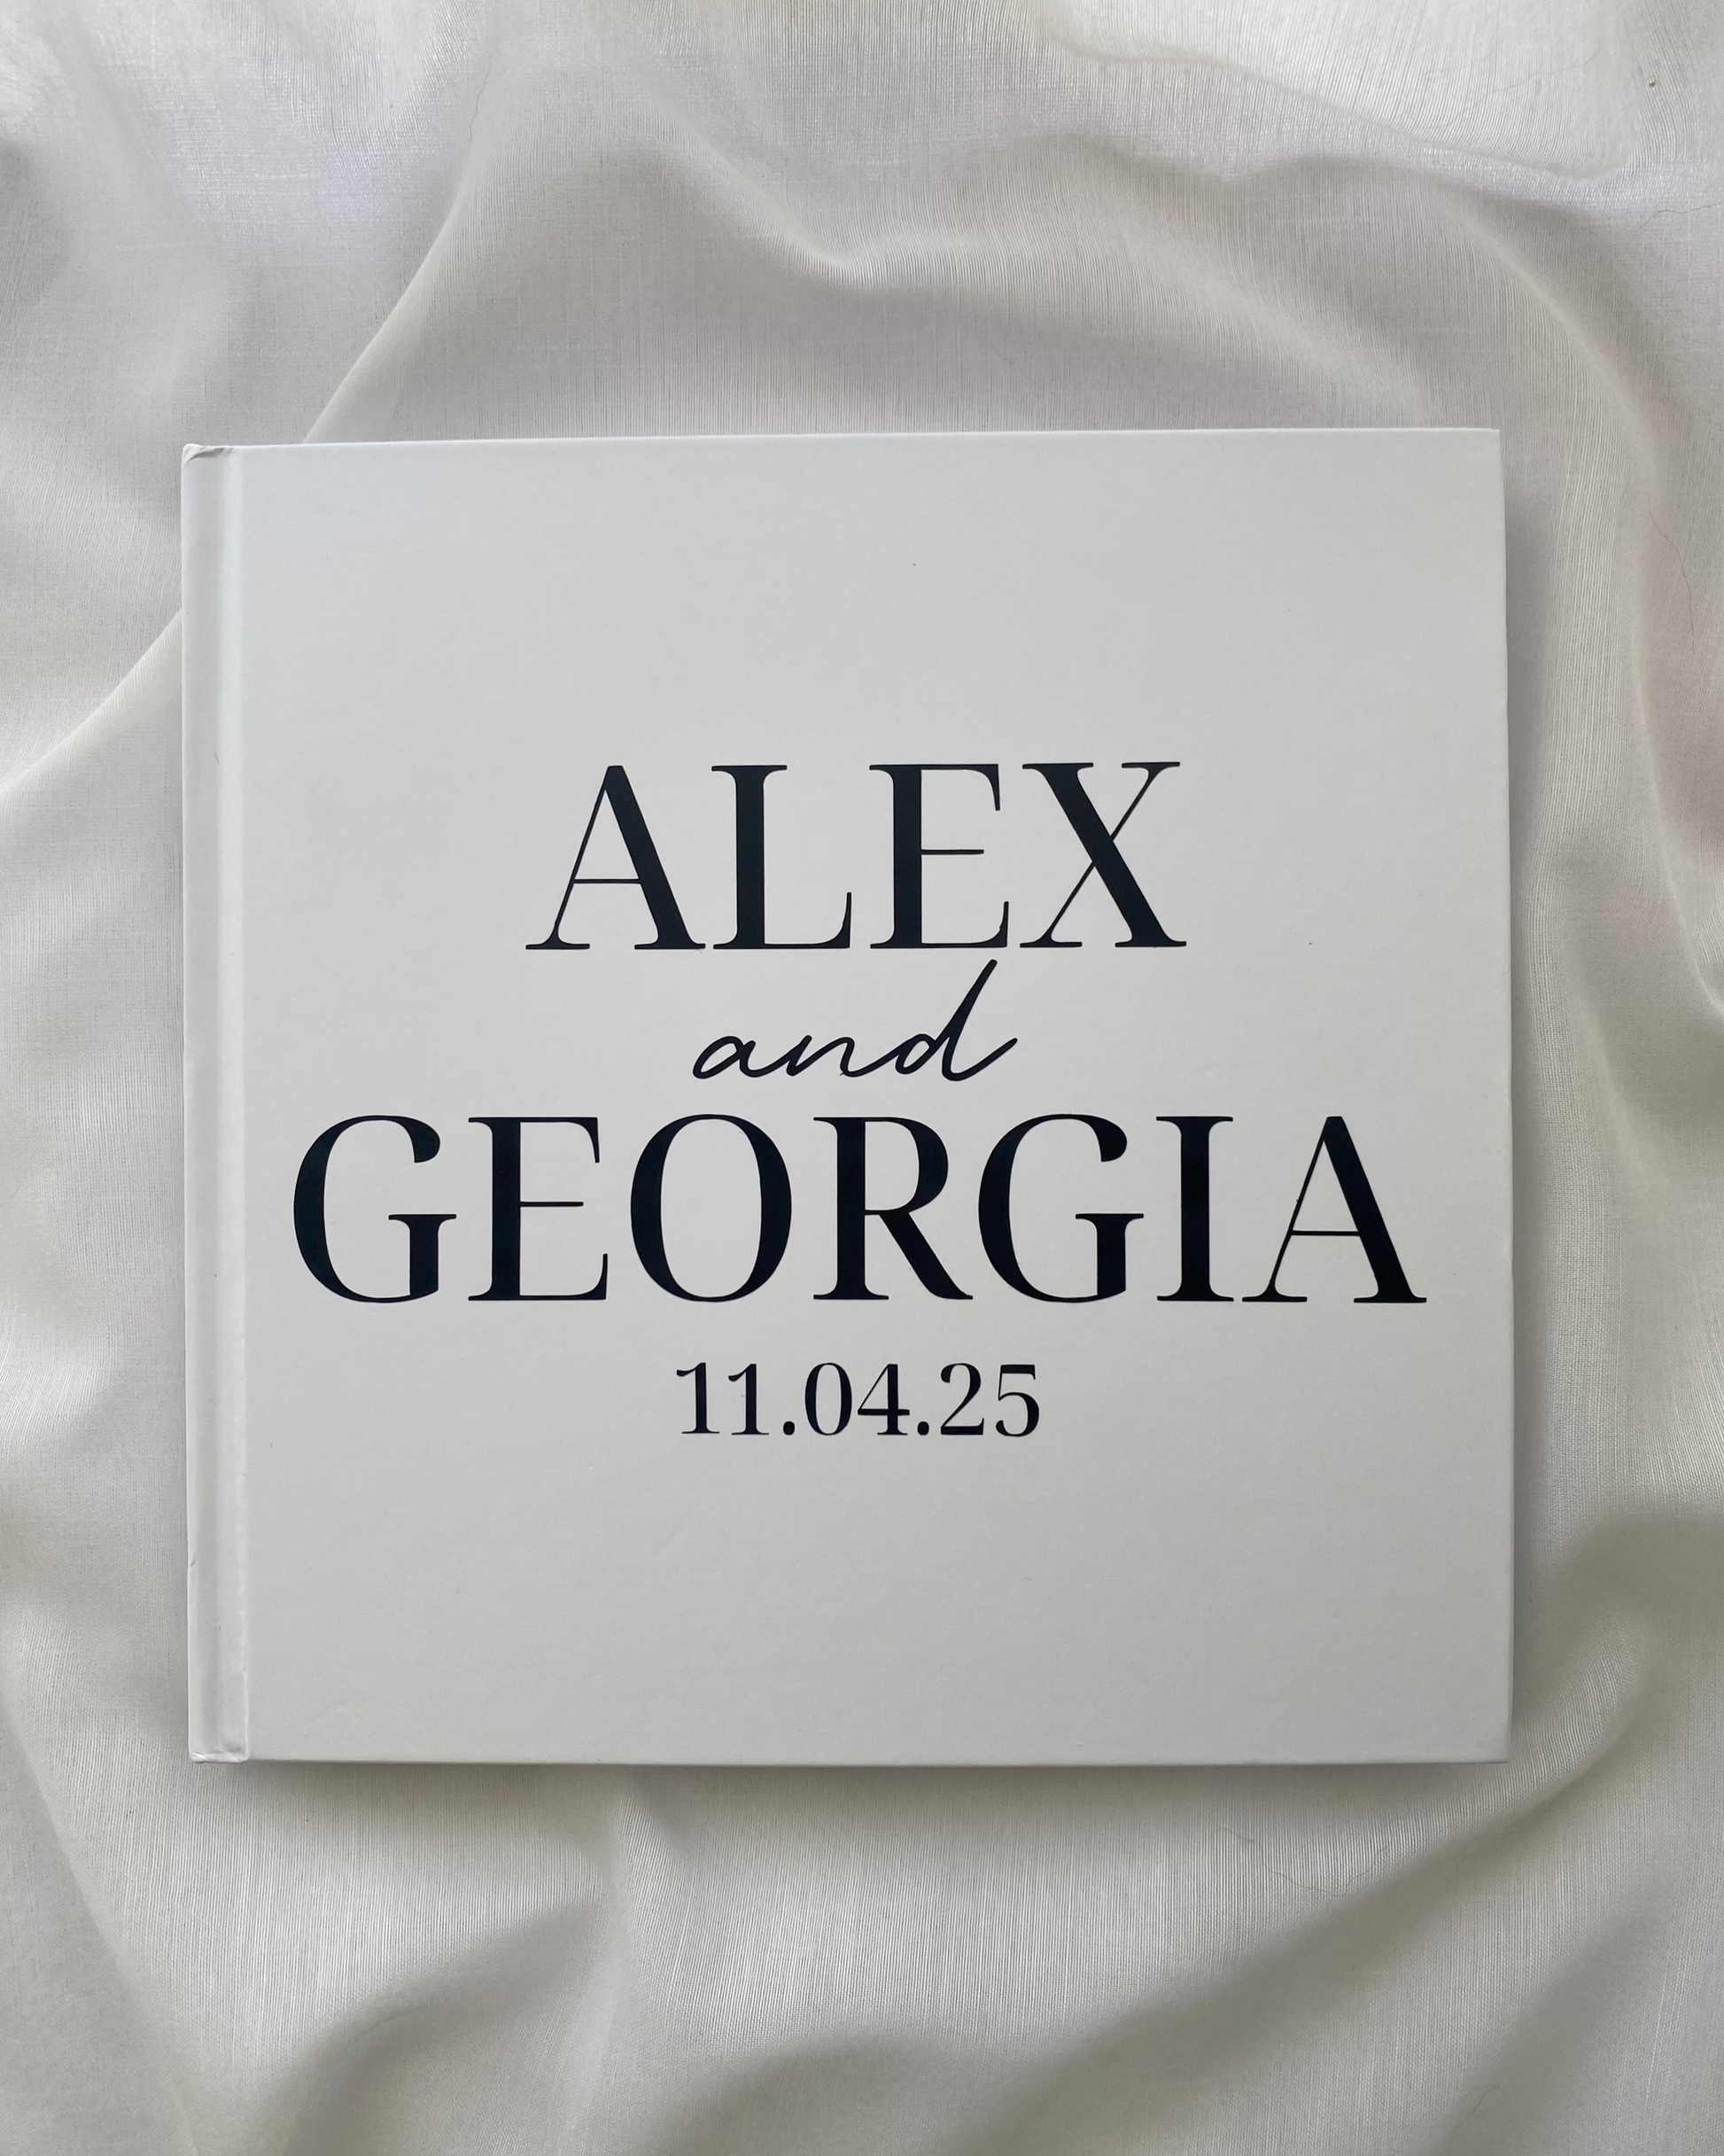 ALEX
and
GEORGIA
11.04.25